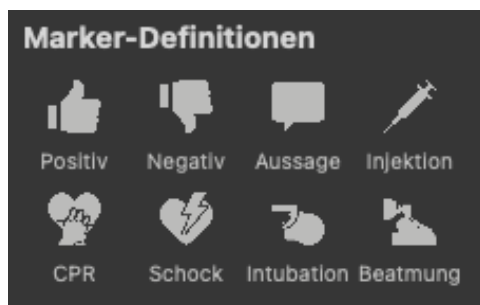 Marker-Definitionen
Positiv Negativ Aussage Injektion
CPR Schock Intubation Beatmung